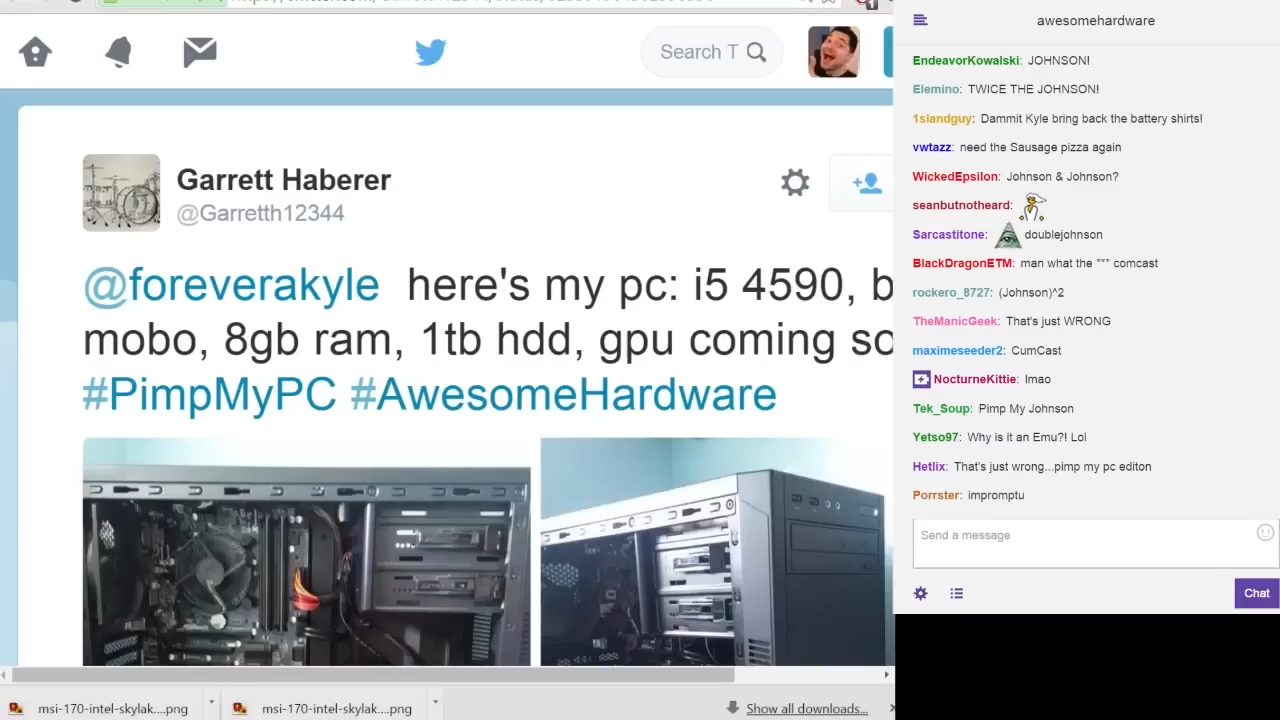 Search T
Garrett Haberer
@Garretth12344
@foreverakyle here's my pc: i5 4590, b
mobo, 8gb ram, 1tb hdd, gpu coming so
#PimpMyPC #AwesomeHardware
msi-170-intel-skylak....png
msi-170-intel-skylak....png
Show all downloads...
awesomehardware
EndeavorKowalski: JOHNSON!
Elemino: TWICE THE JOHNSON!
1slandguy: Dammit Kyle bring back the battery shirts!
vwtazz: need the Sausage pizza again
WickedEpsilon: Johnson & Johnson?
seanbutnotheard:
Sarcastitone: doublejohnson
BlackDragonETM: man what the *** comcast
rockero_8727: (Johnson)^2
TheManicGeek: That's just WRONG
maximeseeder2: CumCast
NocturneKittie: lmao
Tek_Soup: Pimp My Johnson
Yetso97: Why is it an Emu?! Lol
Hetlix: That's just wrong...pimp my pc editon
Porrster: impromptu
Send a message
Chat